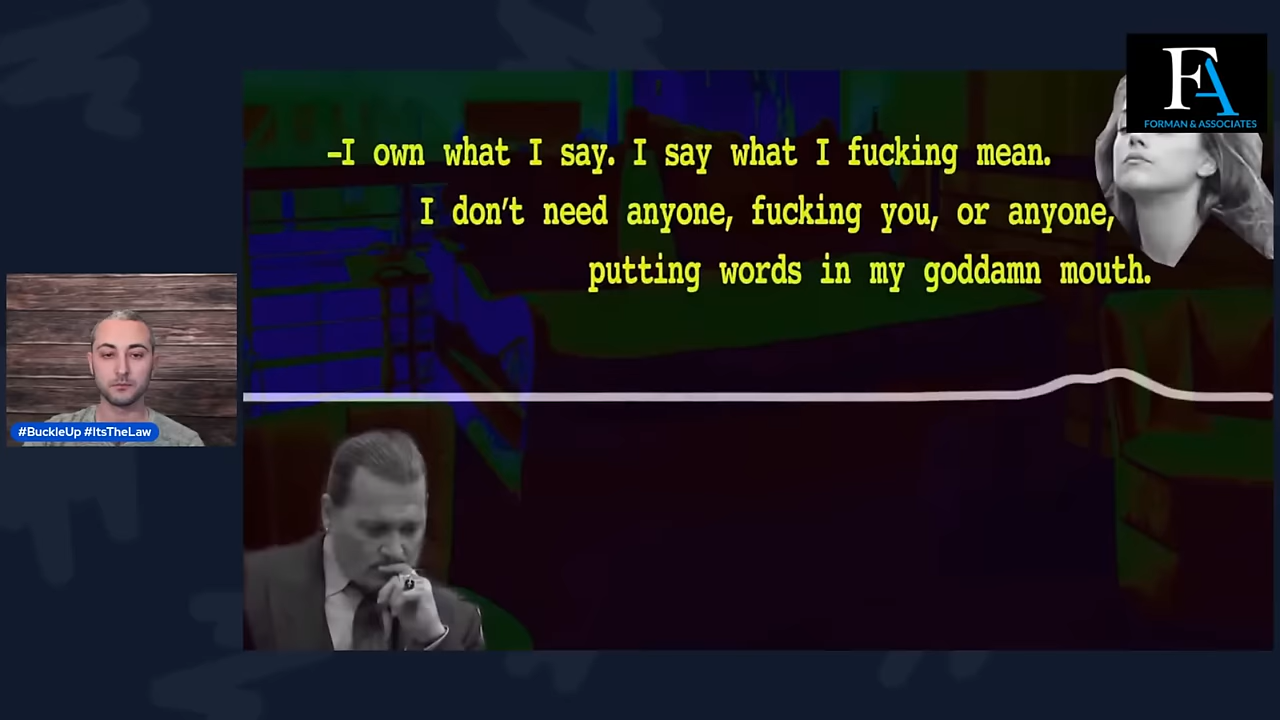 FA
FORMAN & ASSOCIATES
–I own what I say. I say what I fucking mean.
I don't need anyone, fucking you, or anyone,
putting words in my goddamn mouth.
#BuckleUp #ItsTheLaw